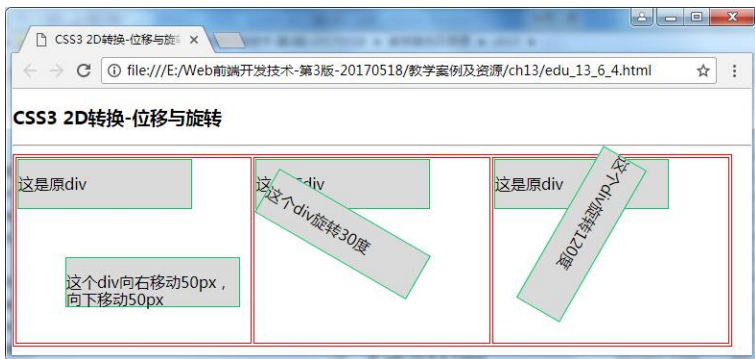 CSS3 2D转换-位移与旋转
file:///E:/Web前端开发技术-第3版-20170518/教学案例及资源/ch13/edu_13_6_4.html
CSS3 2D转换-位移与旋转
这是原div
这个div向右移动50px，
向下移动50px
这 div
这个div旋转30度
这是原div
这个div旋转120度